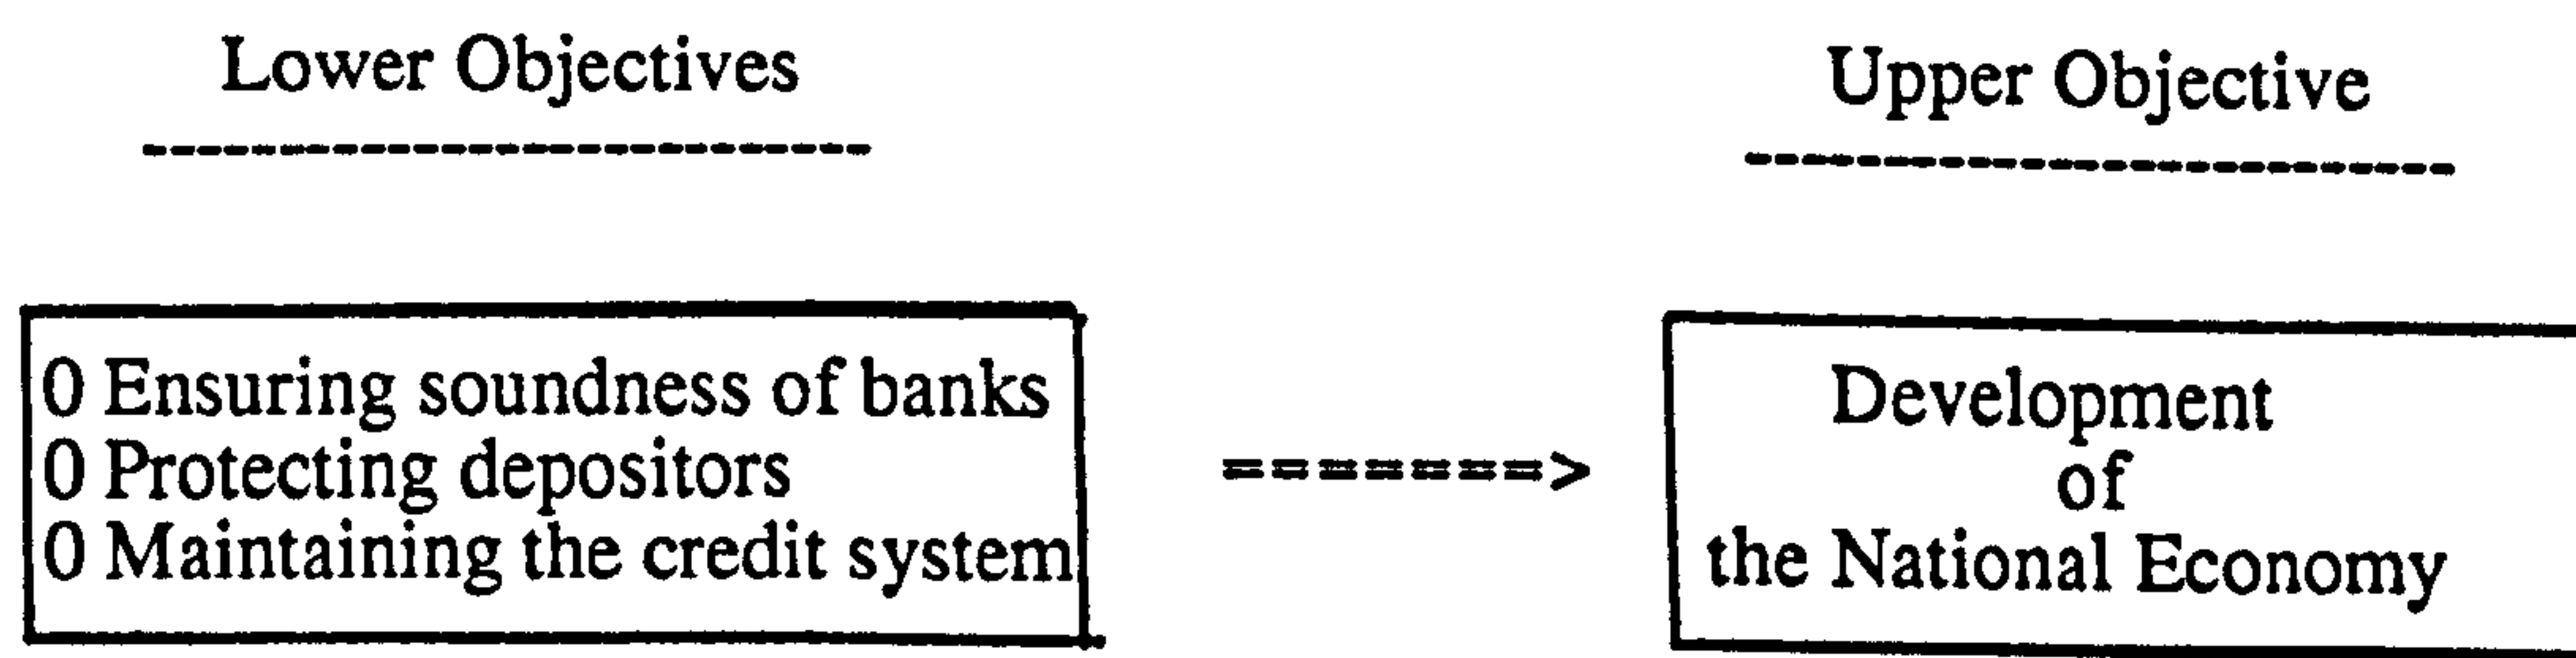 Lower Objectives
Upper Objective
---------------------------
--------------------------
0 Ensuring soundness of banks
0 Protecting depositors
0 Maintaining the credit system
=======>
Development
of
the National Economy